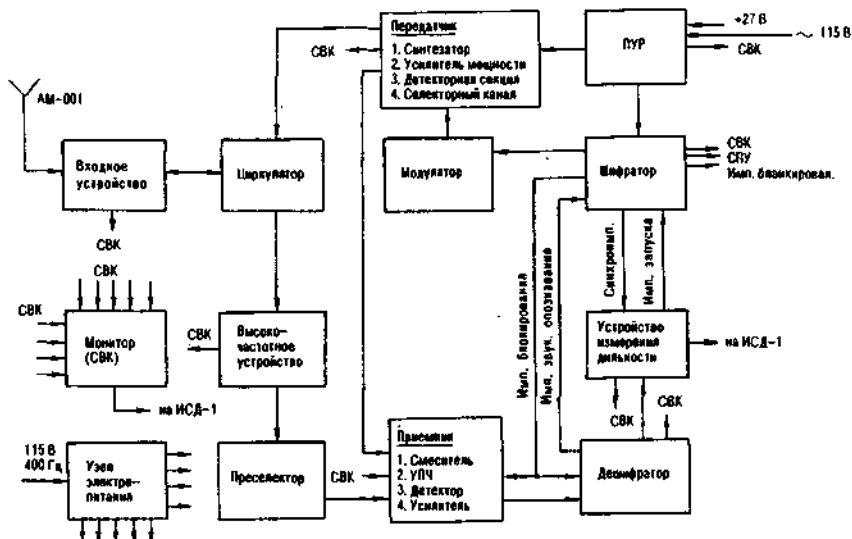 Передатчик
1. Синтезатор
2. Усилитель мощности
3. Детекторная секция
4. Селекторный канал
СВК
ПУР
+27 В
~ 115 В
СВК
АМ-001
Входное
устройство
СВК
Циркулятор
Модулятор
Шифратор
СВК
СПУ
Имп. бланкировал.
Имп. блокирования
Имп. звук. опознавания
Синхроимп.
Имп. запуска
СВК
СВК
Монитор
(СВК)
на ИСД-1
СВК
Высоко-
частотное
устройство
Устройство
измерения
дальности
на ИСД-1
СВК
СВК
115 В
400 Гц
Узел
электро-
питания
Преселектор
СВК
Приемник
1. Смеситель
2. УПЧ
3. Детектор
4. Усилитель
Дешифратор